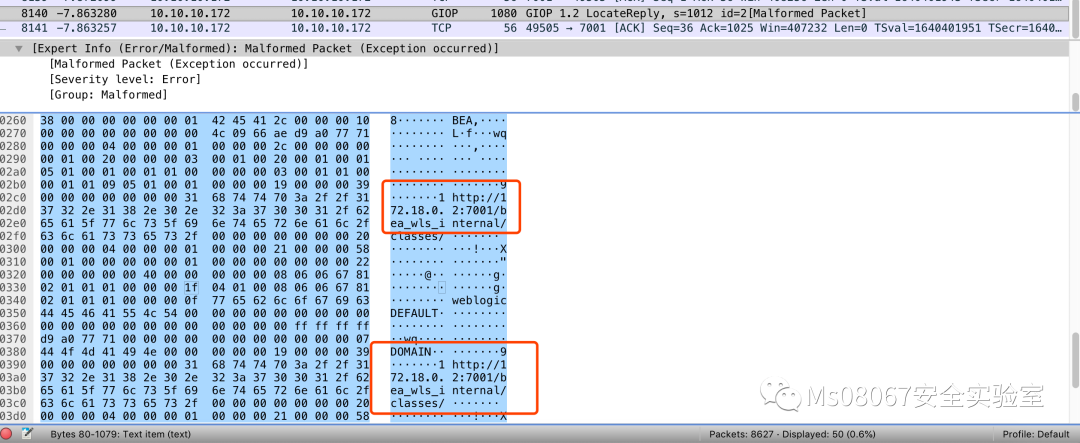 8140 −7.863280 10.10.10.172 10.10.10.172 GIOP 1080 GIOP 1.2 LocateReply, s=1012 id=2[Malformed Packet]
8141 −7.863257 10.10.10.172 10.10.10.172 TCP 56 49505 → 7001 [ACK] Seq=36 Ack=1025 Win=407232 Len=0 TSval=1640401951 TSecr=1640…
[Expert Info (Error/Malformed): Malformed Packet (Exception occurred)]
[Malformed Packet (Exception occurred)]
[Severity level: Error]
[Group: Malformed]
0260 38 00 00 00 00 00 00 01 42 45 41 2c 00 00 00 10 8······· BEA,····
0270 00 00 00 00 00 00 00 00 4c 09 66 ae d9 a0 77 71 ········ L·f···wq
0280 00 00 00 04 00 00 00 01 00 00 00 2c 00 00 00 00 ········ ···,····
0290 00 01 00 20 00 00 00 03 00 01 00 20 00 01 00 01 ··· ···· ··· ····
02a0 05 01 00 01 00 01 01 00 00 00 00 03 00 01 01 00 ········ ········
02b0 00 01 01 09 05 01 00 01 00 00 00 19 00 00 00 39 ········ ·······9
02c0 00 00 00 00 00 00 00 31 68 74 74 70 3a 2f 2f 31 ·······1 http://1
02d0 37 32 2e 31 38 2e 30 2e 32 3a 37 30 30 31 2f 62 72.18.0. 2:7001/b
02e0 65 61 5f 77 6c 73 5f 69 6e 74 65 72 6e 61 6c 2f ea_wls_i nternal/
02f0 63 6c 61 73 73 65 73 2f 00 00 00 00 00 00 00 20 classes/ ·······
0300 00 00 00 04 00 00 00 01 00 00 00 21 00 00 00 58 ········ ···!···X
0310 00 01 00 00 00 00 00 01 00 00 00 00 00 00 00 22 ········ ·······"
0320 00 00 00 00 00 40 00 00 00 00 00 08 06 06 67 81 ·····@·· ······g·
0330 02 01 01 01 00 00 00 1f 04 01 00 08 06 06 67 81 ········ ······g·
0340 02 01 01 01 00 00 00 0f 77 65 62 6c 6f 67 69 63 ········ weblogic
0350 44 45 46 41 55 4c 54 00 00 00 00 00 00 00 00 00 DEFAULT· ········
0360 00 00 00 00 00 00 00 00 00 00 00 00 ff ff ff ff ········ ········
0370 d9 a0 77 71 00 00 00 00 00 00 00 00 00 00 00 07 ··wq···· ········
0380 44 4f 4d 41 49 4e 00 00 00 00 00 19 00 00 00 39 DOMAIN·· ·······9
0390 00 00 00 00 00 00 00 31 68 74 74 70 3a 2f 2f 31 ·······1 http://1
03a0 37 32 2e 31 38 2e 30 2e 32 3a 37 30 30 31 2f 62 72.18.0. 2:7001/b
03b0 65 61 5f 77 6c 73 5f 69 6e 74 65 72 6e 61 6c 2f ea_wls_i nternal/
03c0 63 6c 61 73 73 65 73 2f 00 00 00 00 00 00 00 20 classes/ ·······
03d0 00 00 00 04 00 00 00 01 00 00 00 21 00 00 00 58 ········ ···!···X
Ms08067安全实验室
Bytes 80-1079: Text item (text) Packets: 8627 · Displayed: 50 (0.6%) Profile: Default